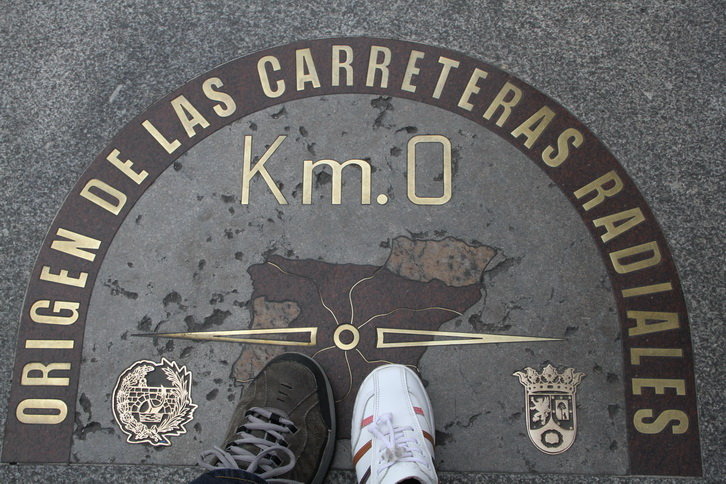 ORIGEN DE LAS CARRETERAS RADIALES
Km.0